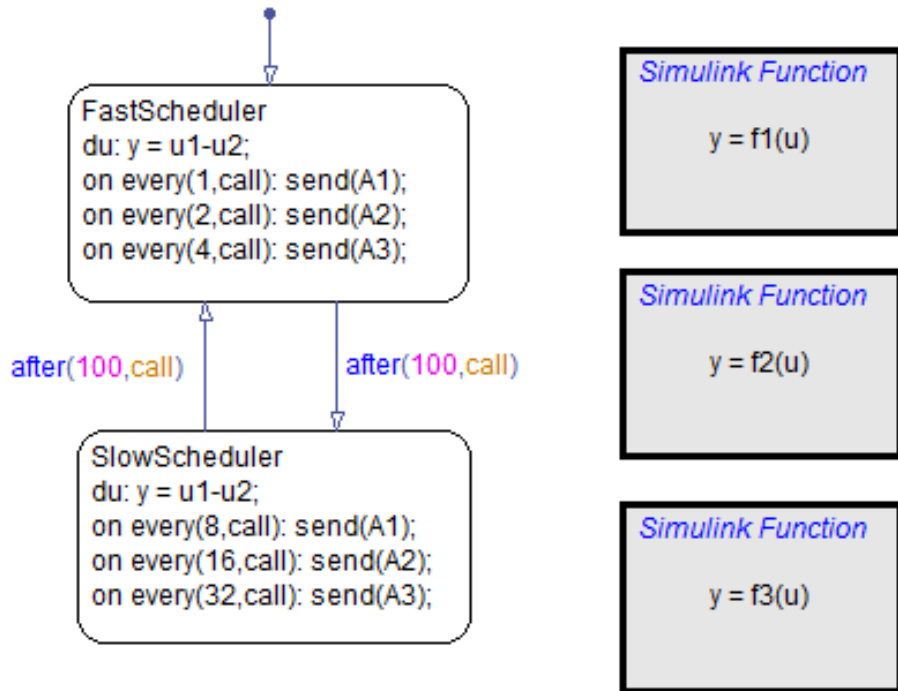 FastScheduler
du: y = u1-u2;
on every(1,call): send(A1);
on every(2,call): send(A2);
on every(4,call): send(A3);
after(100,call)
after(100,call)
SlowScheduler
du: y = u1-u2;
on every(8,call): send(A1);
on every(16,call): send(A2);
on every(32,call): send(A3);
Simulink Function
y = f1(u)
Simulink Function
y = f2(u)
Simulink Function
y = f3(u)